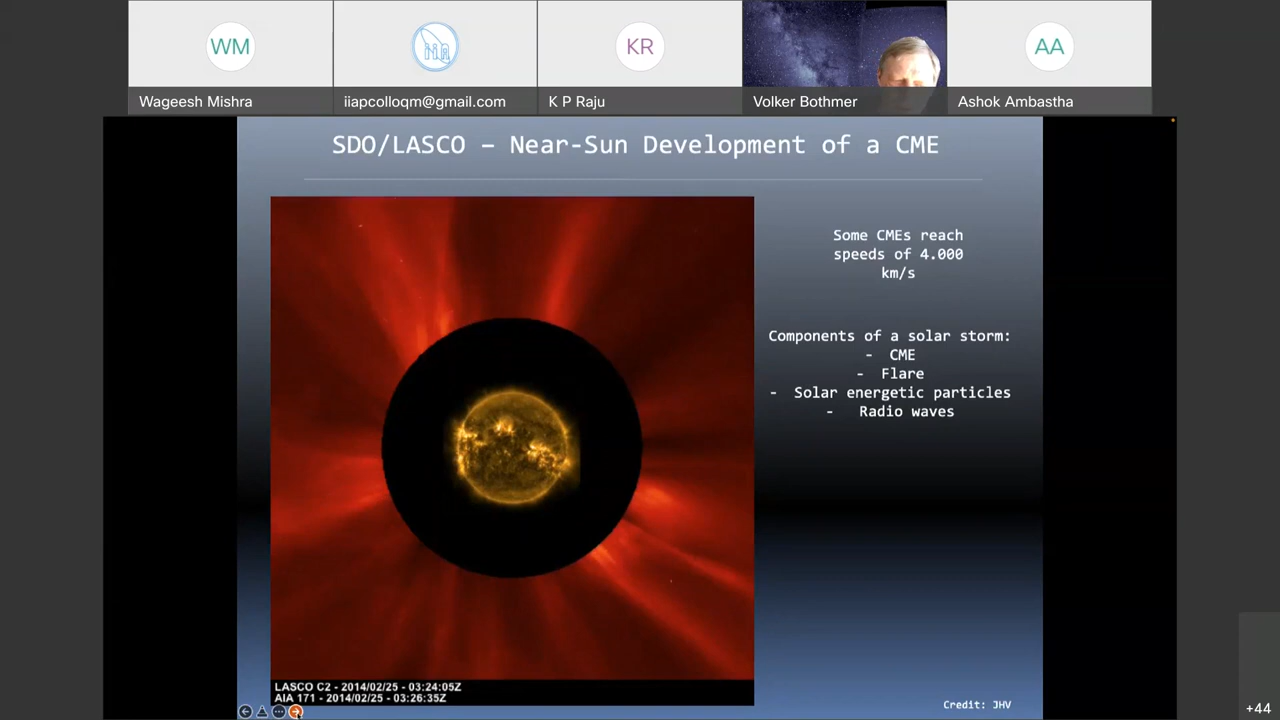 WM
iia
KR
AA
Wageesh Mishra
iiapcolloqm@gmail.com
K P Raju
Volker Bothmer
Ashok Ambastha
SDO/LASCO – Near-Sun Development of a CME
Some CMEs reach
speeds of 4.000
km/s
Components of a solar storm:
- CME
- Flare
- Solar energetic particles
- Radio waves
LASCO C2 - 2014/02/25 - 03:24:05Z
AIA 171 - 2014/02/25 - 03:26:35Z
Credit: JHV
+44